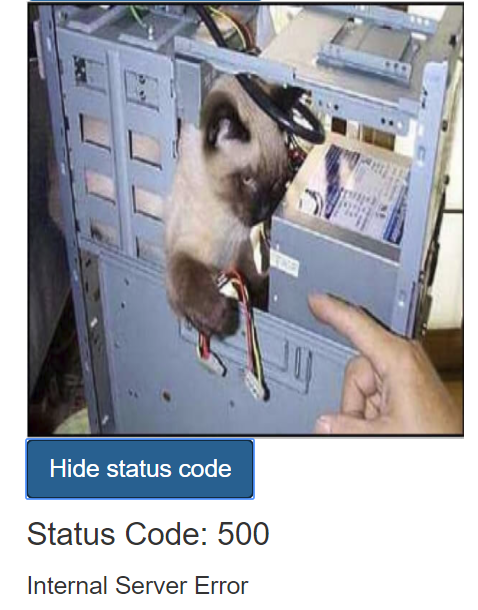 Hide status code
Status Code: 500
Internal Server Error